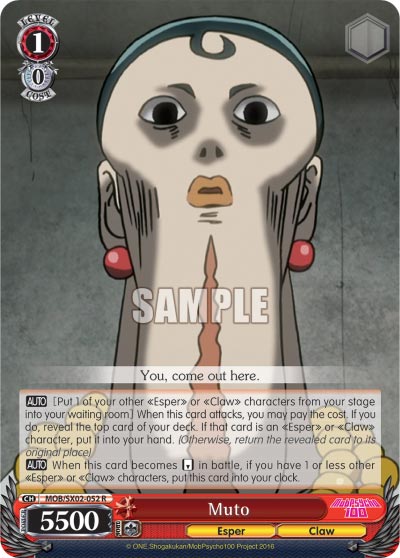 LEVEL
1
0
COST
SAMPLE
You, come out here.
AUTO [Put 1 of your other «Esper» or «Claw» characters from your stage
into your waiting room] When this card attacks, you may pay the cost. If you
do, reveal the top card of your deck. If that card is an «Esper» or «Claw»
character, put it into your hand. (Otherwise, return the revealed card to its
original place)
AUTO When this card becomes in battle, if you have 1 or less other
«Esper» or «Claw» characters, put this card into your clock.
CH MOB/SX02-052 R
POWER 5500
Muto
MobPsycho
100
Esper Claw
© ONE,Shogakukan/MobPsycho100 Project 2016